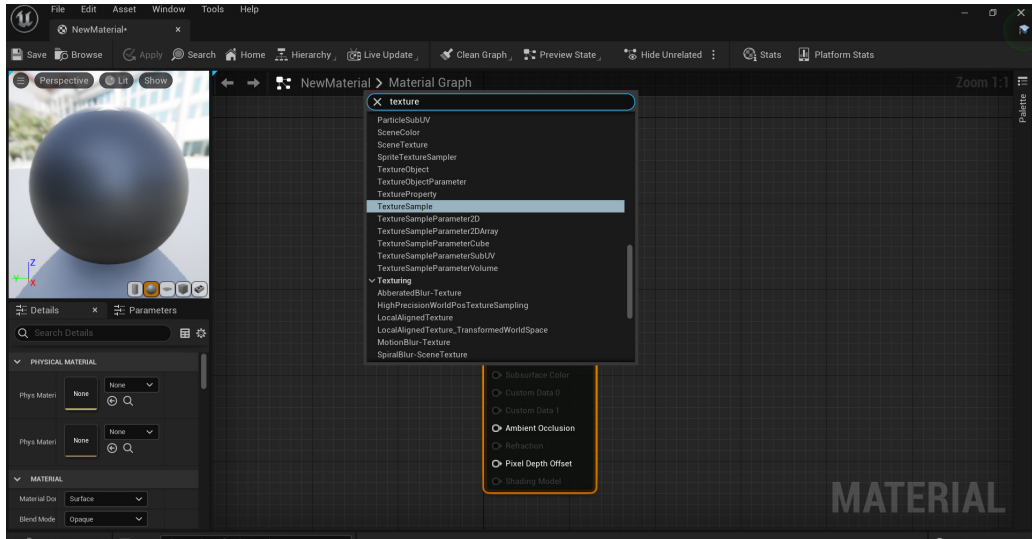 File Edit Asset Window Tools Help
NewMaterial•
Save Browse Apply Search Home Hierarchy Live Update Clean Graph Preview State Hide Unrelated Stats Platform Stats
Perspective Lit Show
NewMaterial > Material Graph
Zoom 1:1
Palette
texture
ParticleSubUV
SceneColor
SceneTexture
SpriteTextureSampler
TextureObject
TextureObjectParameter
TextureProperty
TextureSample
TextureSampleParameter2D
TextureSampleParameter2DArray
TextureSampleParameterCube
TextureSampleParameterSubUV
TextureSampleParameterVolume
Texturing
AbberatedBlur-Texture
HighPrecisionWorldPosTextureSampling
LocalAlignedTexture
LocalAlignedTexture_TransformedWorldSpace
MotionBlur-Texture
SpiralBlur-SceneTexture
Z
Y
X
Details Parameters
Search Details
PHYSICAL MATERIAL
Phys Materi None None
Phys Materi None None
MATERIAL
Material Doi Surface
Blend Mode Opaque
Subsurface Color
Custom Data 0
Custom Data 1
Ambient Occlusion
Refraction
Pixel Depth Offset
Shading Model
MATERIAL